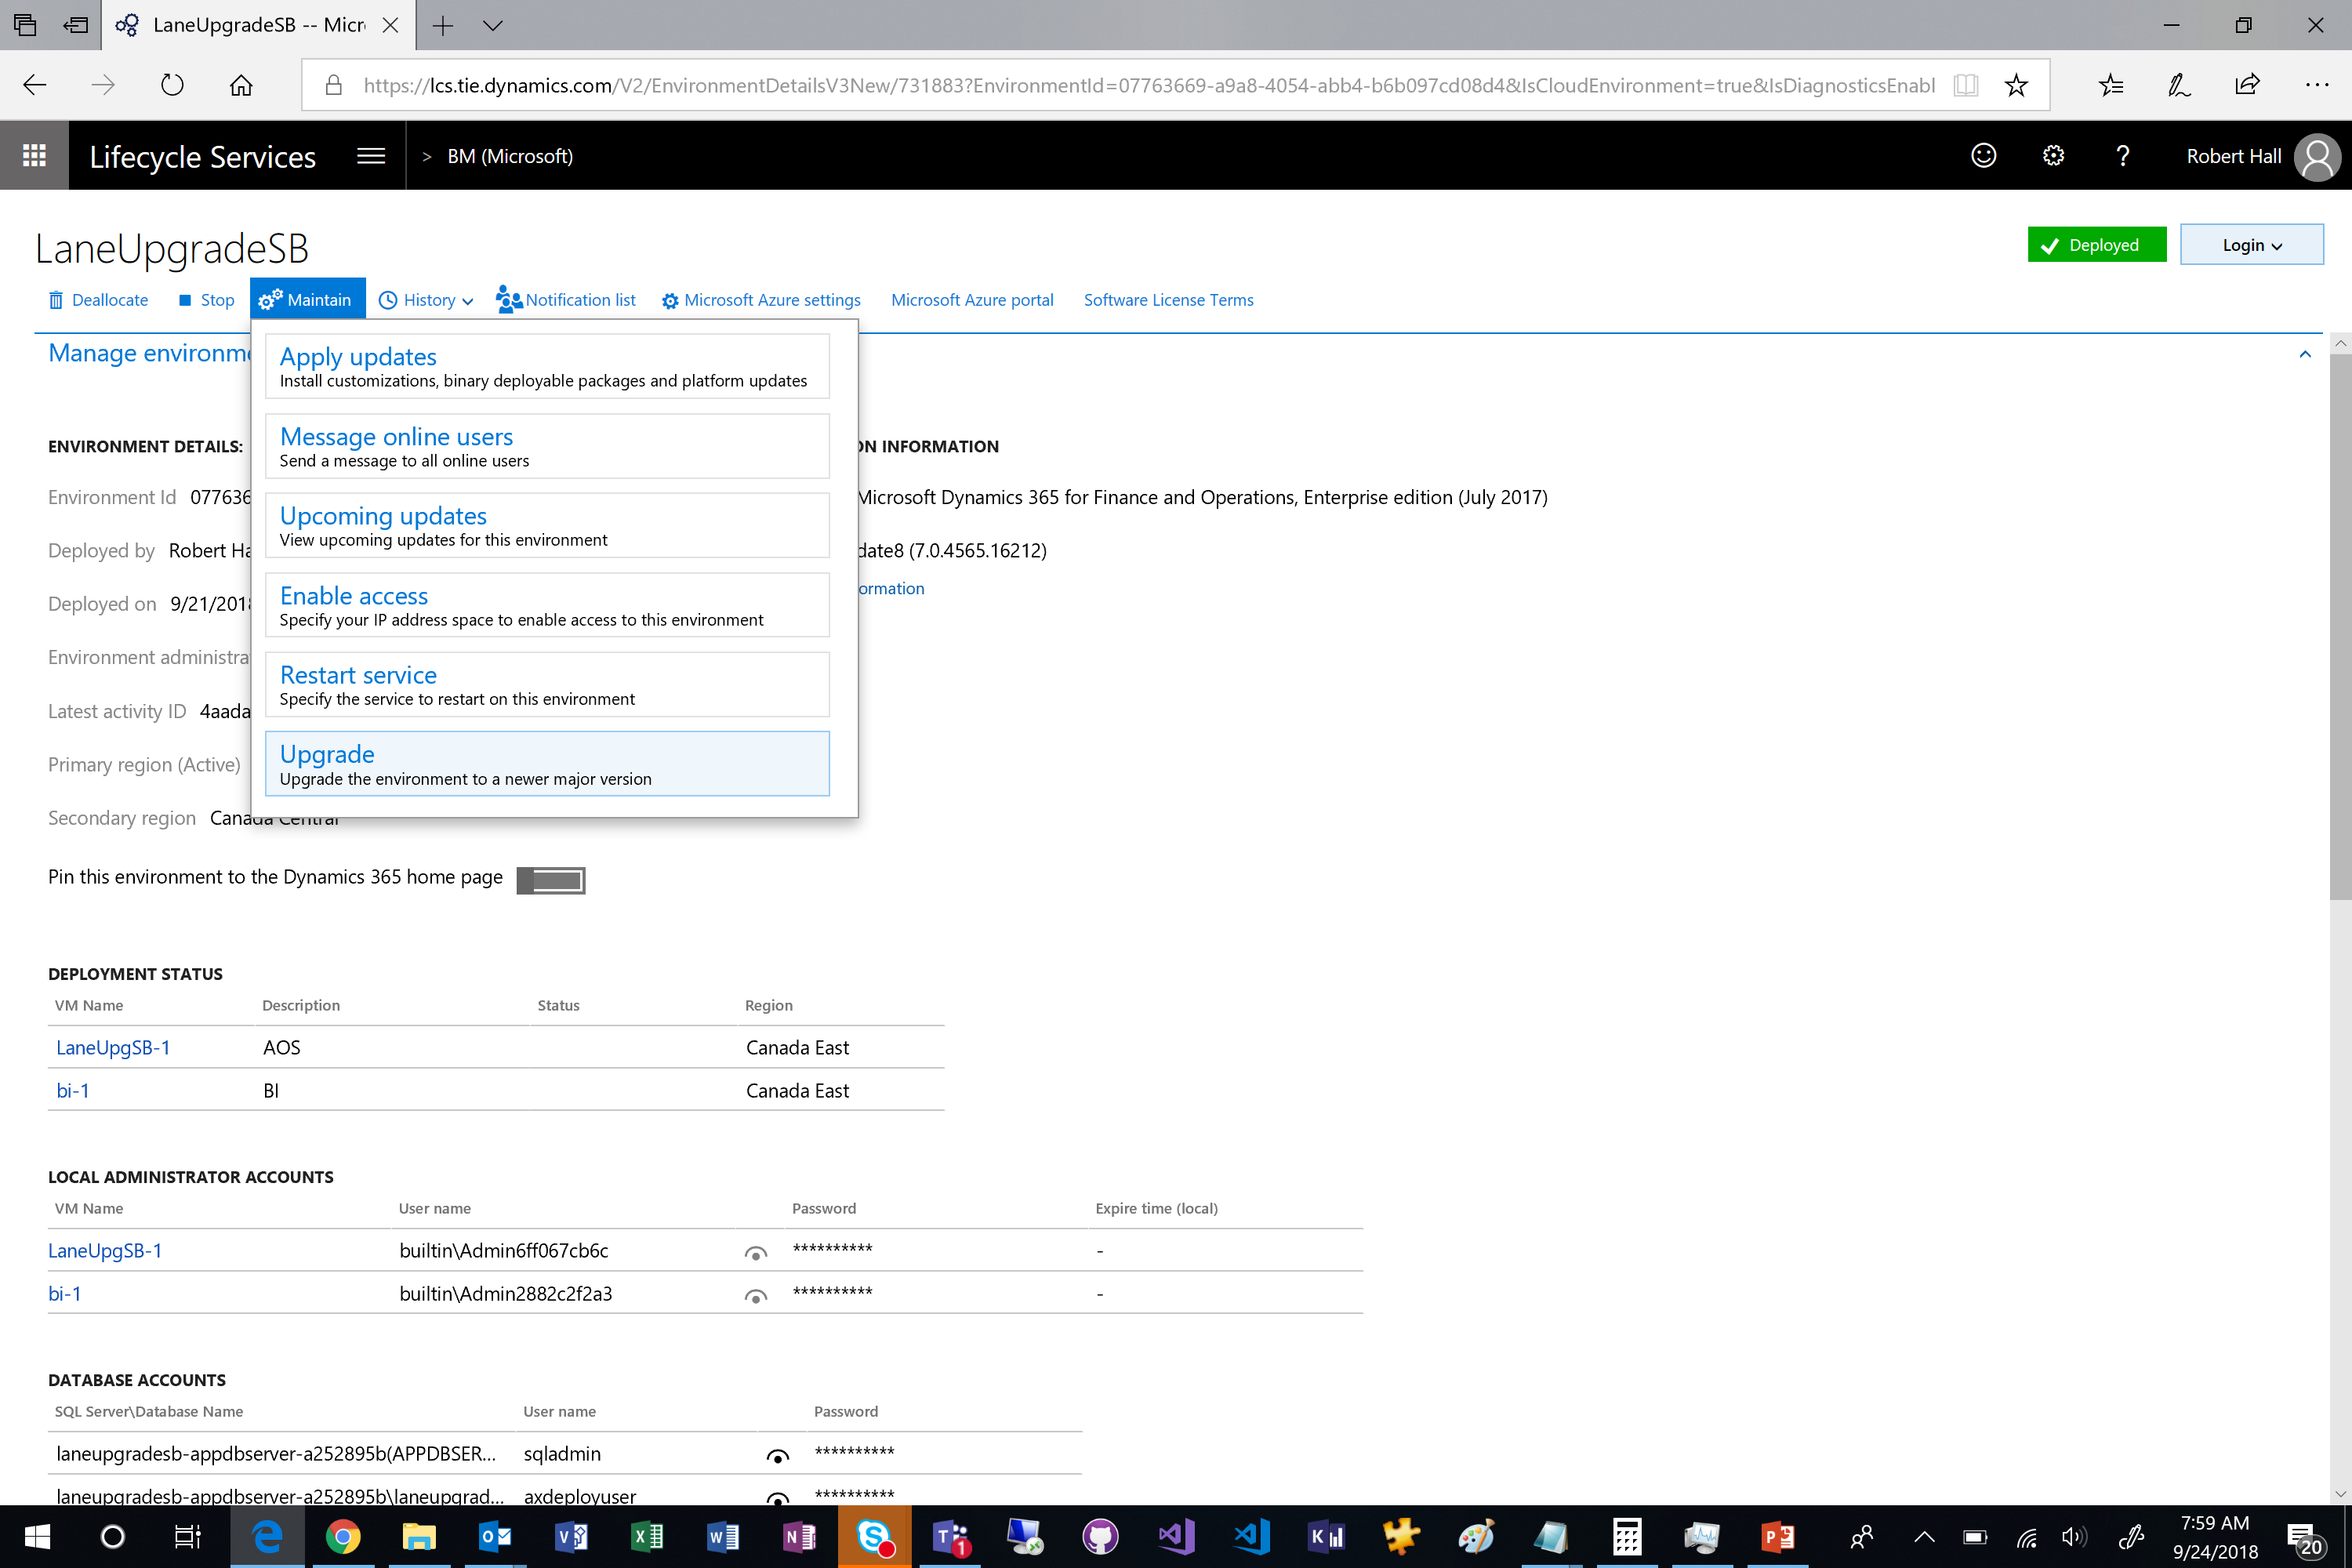 LaneUpgradeSB -- Micr
https://lcs.tie.dynamics.com/V2/EnvironmentDetailsV3New/731883?EnvironmentId=07763669-a9a8-4054-abb4-b6b097cd08d4&IsCloudEnvironment=true&IsDiagnosticsEnabl
Lifecycle Services > BM (Microsoft) ? Robert Hall
LaneUpgradeSB
Deployed Login
Deallocate Stop Maintain History Notification list Microsoft Azure settings Microsoft Azure portal Software License Terms
Manage environme
Apply updates
Install customizations, binary deployable packages and platform updates
Message online users
Send a message to all online users
Upcoming updates
View upcoming updates for this environment
Enable access
Specify your IP address space to enable access to this environment
Restart service
Specify the service to restart on this environment
Upgrade
Upgrade the environment to a newer major version
ENVIRONMENT DETAILS: ON INFORMATION
Environment Id 077636 Microsoft Dynamics 365 for Finance and Operations, Enterprise edition (July 2017)
Deployed by Robert Ha date8 (7.0.4565.16212)
ormation
Deployed on 9/21/2018
Environment administra
Latest activity ID 4aada
Primary region (Active)
Secondary region Canada Central
Pin this environment to the Dynamics 365 home page
DEPLOYMENT STATUS
VM Name Description Status Region
LaneUpgSB-1 AOS Canada East
bi-1 BI Canada East
LOCAL ADMINISTRATOR ACCOUNTS
VM Name User name Password Expire time (local)
LaneUpgSB-1 builtin\Admin6ff067cb6c ********** -
bi-1 builtin\Admin2882c2f2a3 ********** -
DATABASE ACCOUNTS
SQL Server\Database Name User name Password
laneupgradesb-appdbserver-a252895b(APPDBSER... sqladmin **********
laneupgradesb-appdbserver-a252895b\laneupgrad... axdeployuser **********
7:59 AM
9/24/2018
20